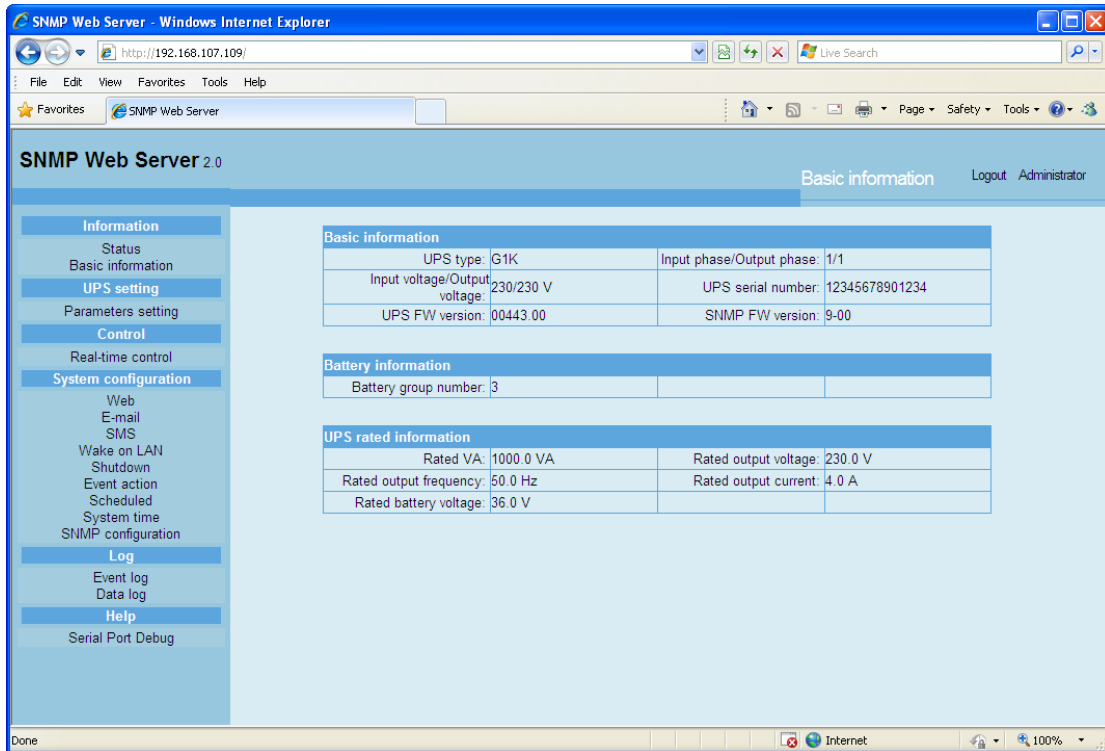 SNMP Web Server - Windows Internet Explorer
http://192.168.107.109/
Live Search
File Edit View Favorites Tools Help
Favorites SNMP Web Server Page Safety Tools
SNMP Web Server 2.0
Basic information Logout Administrator
Information
Status
Basic information
UPS setting
Parameters setting
Control
Real-time control
System configuration
Web
E-mail
SMS
Wake on LAN
Shutdown
Event action
Scheduled
System time
SNMP configuration
Log
Event log
Data log
Help
Serial Port Debug
Basic information
UPS type: G1K Input phase/Output phase: 1/1
Input voltage/Output
voltage: 230/230 V UPS serial number: 12345678901234
UPS FW version: 00443.00 SNMP FW version: 9-00
Battery information
Battery group number: 3
UPS rated information
Rated VA: 1000.0 VA Rated output voltage: 230.0 V
Rated output frequency: 50.0 Hz Rated output current: 4.0 A
Rated battery voltage: 36.0 V
Done Internet 100%